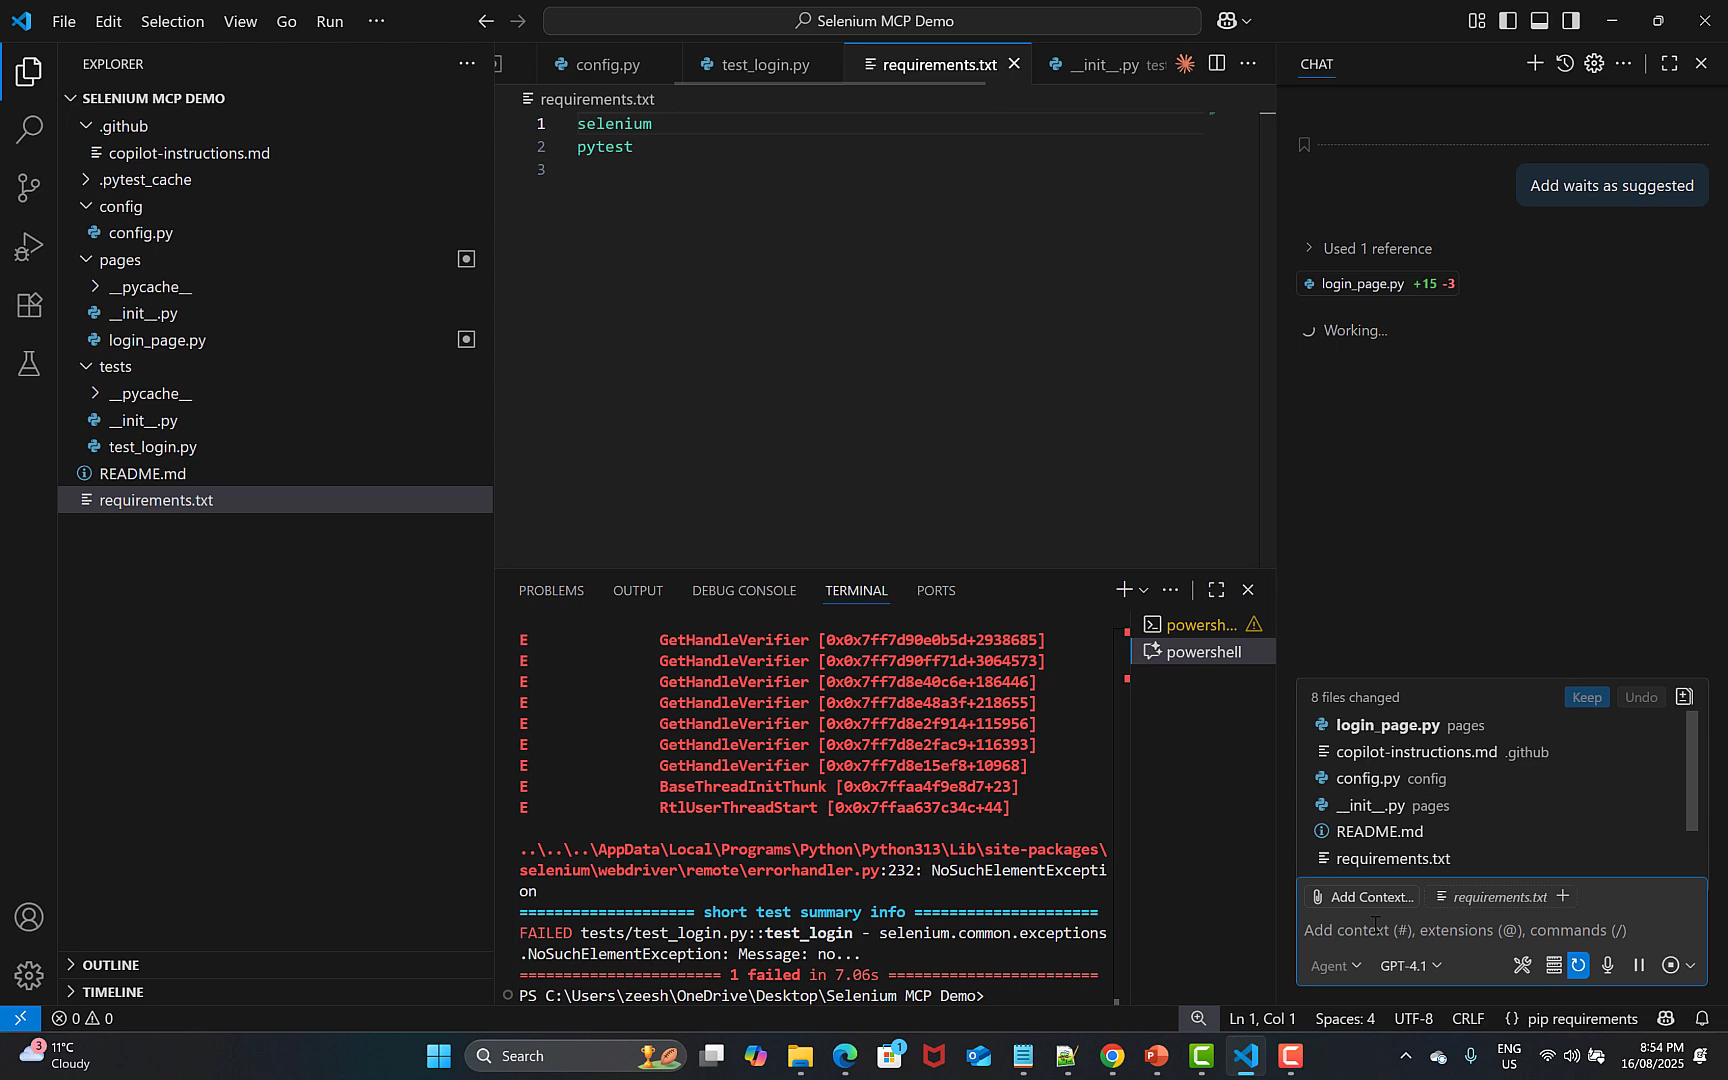 File Edit Selection View Go Run ···
Selenium MCP Demo
EXPLORER
SELENIUM MCP DEMO
.github
copilot-instructions.md
.pytest_cache
config
config.py
pages
__pycache__
__init__.py
login_page.py
tests
__pycache__
__init__.py
test_login.py
README.md
requirements.txt
OUTLINE
TIMELINE
config.py test_login.py requirements.txt __init__.py tes
requirements.txt
1 selenium
2 pytest
3
PROBLEMS OUTPUT DEBUG CONSOLE TERMINAL PORTS
E GetHandleVerifier [0x0x7ff7d90e0b5d+2938685]
E GetHandleVerifier [0x0x7ff7d90ff71d+3064573]
E GetHandleVerifier [0x0x7ff7d8e40c6e+186446]
E GetHandleVerifier [0x0x7ff7d8e48a3f+218655]
E GetHandleVerifier [0x0x7ff7d8e2f914+115956]
E GetHandleVerifier [0x0x7ff7d8e2fac9+116393]
E GetHandleVerifier [0x0x7ff7d8e15ef8+10968]
E BaseThreadInitThunk [0x0x7ffaa4f9e8d7+23]
E RtlUserThreadStart [0x0x7ffaa637c34c+44]
..\..\..\AppData\Local\Programs\Python\Python313\Lib\site-packages\
selenium\webdriver\remote\errorhandler.py:232: NoSuchElementExcepti
on
==================== short test summary info =====================
FAILED tests/test_login.py::test_login - selenium.common.exceptions
.NoSuchElementException: Message: no...
======================= 1 failed in 7.06s ========================
PS C:\Users\zeesh\OneDrive\Desktop\Selenium MCP Demo>
powersh...
powershell
CHAT
Add waits as suggested
Used 1 reference
login_page.py +15 -3
Working...
8 files changed Keep Undo
login_page.py pages
copilot-instructions.md .github
config.py config
__init__.py pages
README.md
requirements.txt
Add Context... requirements.txt
Add context (#), extensions (@), commands (/)
Agent GPT-4.1
0 0
Ln 1, Col 1 Spaces: 4 UTF-8 CRLF {} pip requirements
3
11°C
Cloudy
Search
1
ENG
US
8:54 PM
16/08/2025